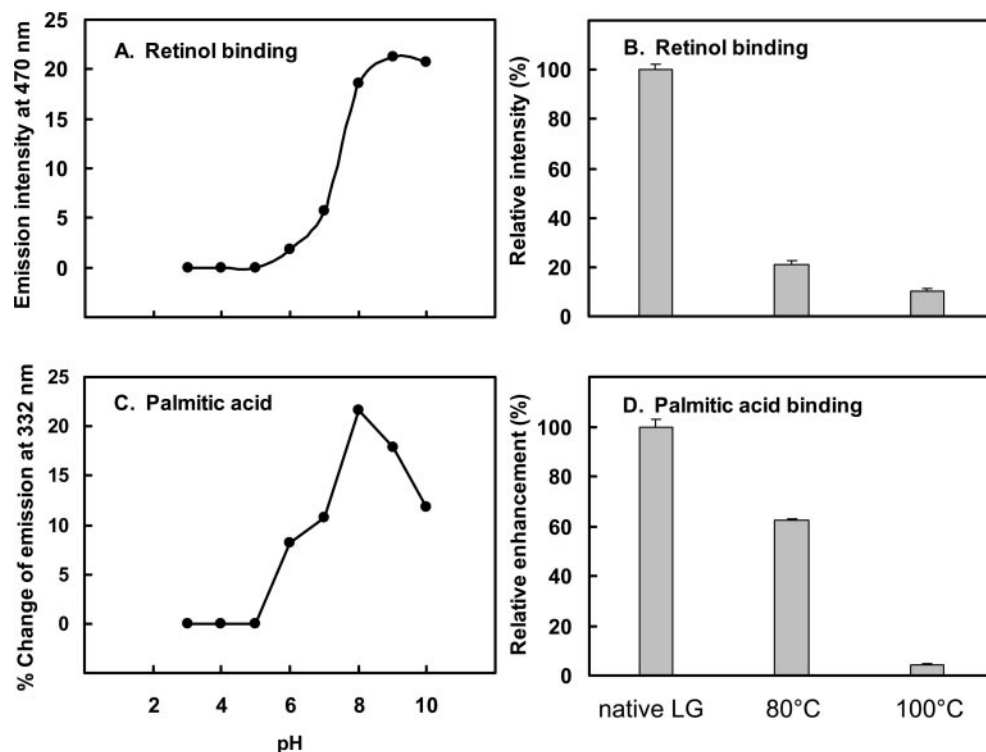 A. Retinol binding
Emission intensity at 470 nm
25
20
15
10
5
0
B. Retinol binding
Relative intensity (%)
100
80
60
40
20
0
C. Palmitic acid
% Change of emission at 332 nm
25
20
15
10
5
0
2 4 6 8 10
pH
D. Palmitic acid binding
Relative enhancement (%)
100
80
60
40
20
0
native LG 80°C 100°C